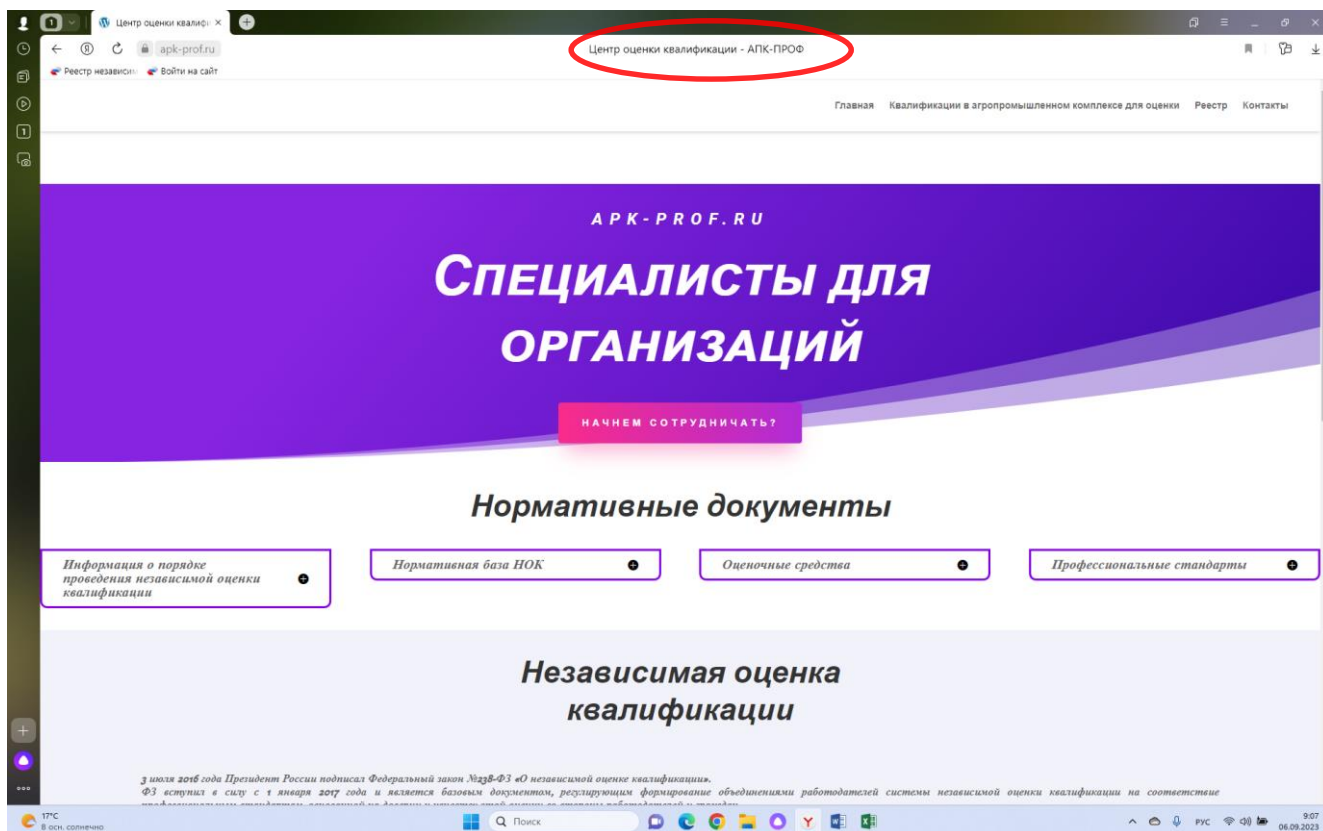 1
Центр оценки квалифи
apk-prof.ru
Центр оценки квалификации - АПК-ПРОФ
Реестр независим
Войти на сайт
1
Главная Квалификации в агропромышленном комплексе для оценки Реестр Контакты
APK-PROF.RU
Специалисты для
организаций
НАЧНЕМ СОТРУДНИЧАТЬ?
Нормативные документы
Информация о порядке
проведения независимой оценки
квалификации
Нормативная база НОК
Оценочные средства
Профессиональные стандарты
Независимая оценка
квалификации
3 июля 2016 года Президент России подписал Федеральный закон №238-ФЗ «О независимой оценке квалификации».
ФЗ вступил в силу с 1 января 2017 года и является базовым документом, регулирующим формирование объединениями работодателей системы независимой оценки квалификации на соответствие
17°C
В осн. солнечно
Поиск
РУС
9:07
06.09.2023